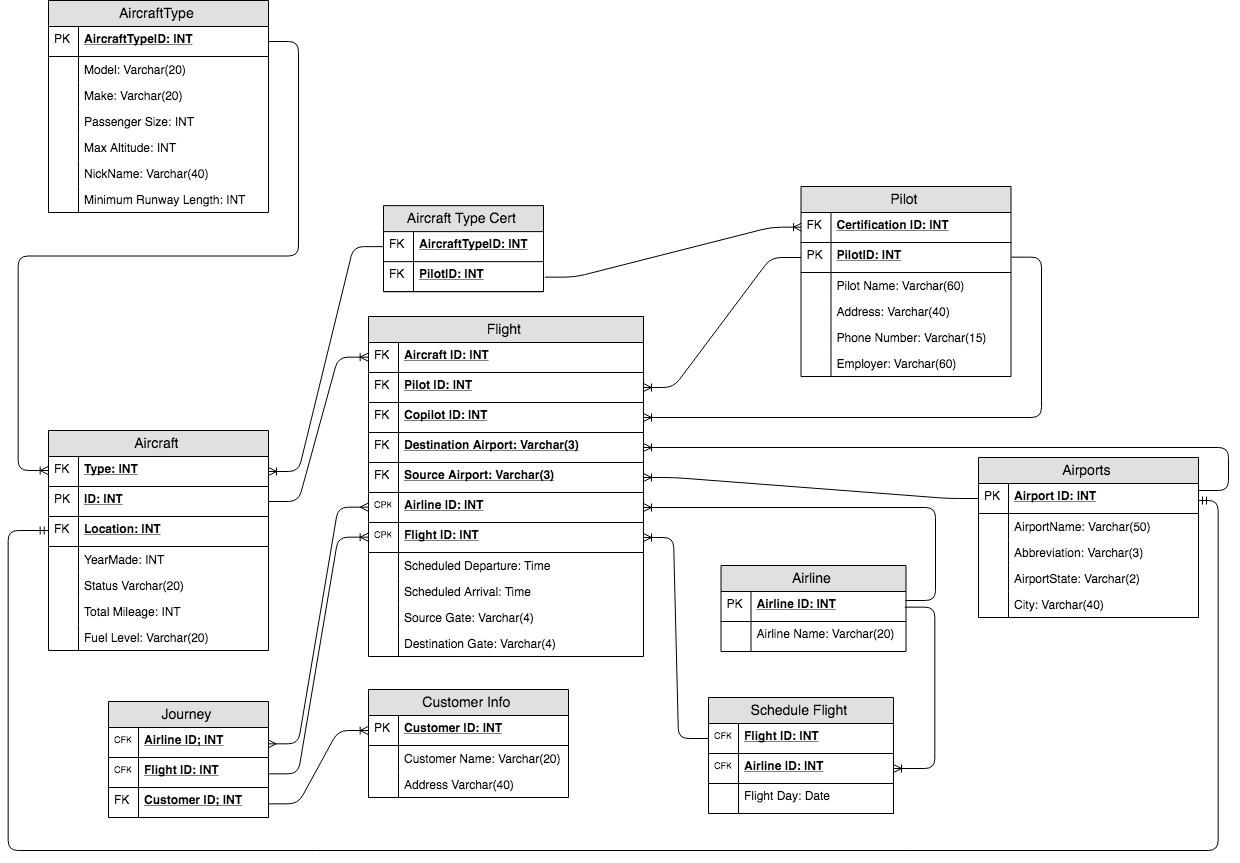 AircraftType
PK AircraftTypeID: INT
Model: Varchar(20)
Make: Varchar(20)
Passenger Size: INT
Max Altitude: INT
NickName: Varchar(40)
Minimum Runway Length: INT
Aircraft Type Cert
FK AircraftTypeID: INT
FK PilotID: INT
Pilot
FK Certification ID: INT
PK PilotID: INT
Pilot Name: Varchar(60)
Address: Varchar(40)
Phone Number: Varchar(15)
Employer: Varchar(60)
Flight
FK Aircraft ID: INT
FK Pilot ID: INT
FK Copilot ID: INT
FK Destination Airport: Varchar(3)
FK Source Airport: Varchar(3)
CPK Airline ID: INT
CPK Flight ID: INT
Scheduled Departure: Time
Scheduled Arrival: Time
Source Gate: Varchar(4)
Destination Gate: Varchar(4)
Aircraft
FK Type: INT
PK ID: INT
FK Location: INT
YearMade: INT
Status Varchar(20)
Total Mileage: INT
Fuel Level: Varchar(20)
Airports
PK Airport ID: INT
AirportName: Varchar(50)
Abbreviation: Varchar(3)
AirportState: Varchar(2)
City: Varchar(40)
Airline
PK Airline ID: INT
Airline Name: Varchar(20)
Journey
CFK Airline ID; INT
CFK Flight ID: INT
FK Customer ID; INT
Customer Info
PK Customer ID: INT
Customer Name: Varchar(20)
Address Varchar(40)
Schedule Flight
CFK Flight ID: INT
CFK Airline ID: INT
Flight Day: Date